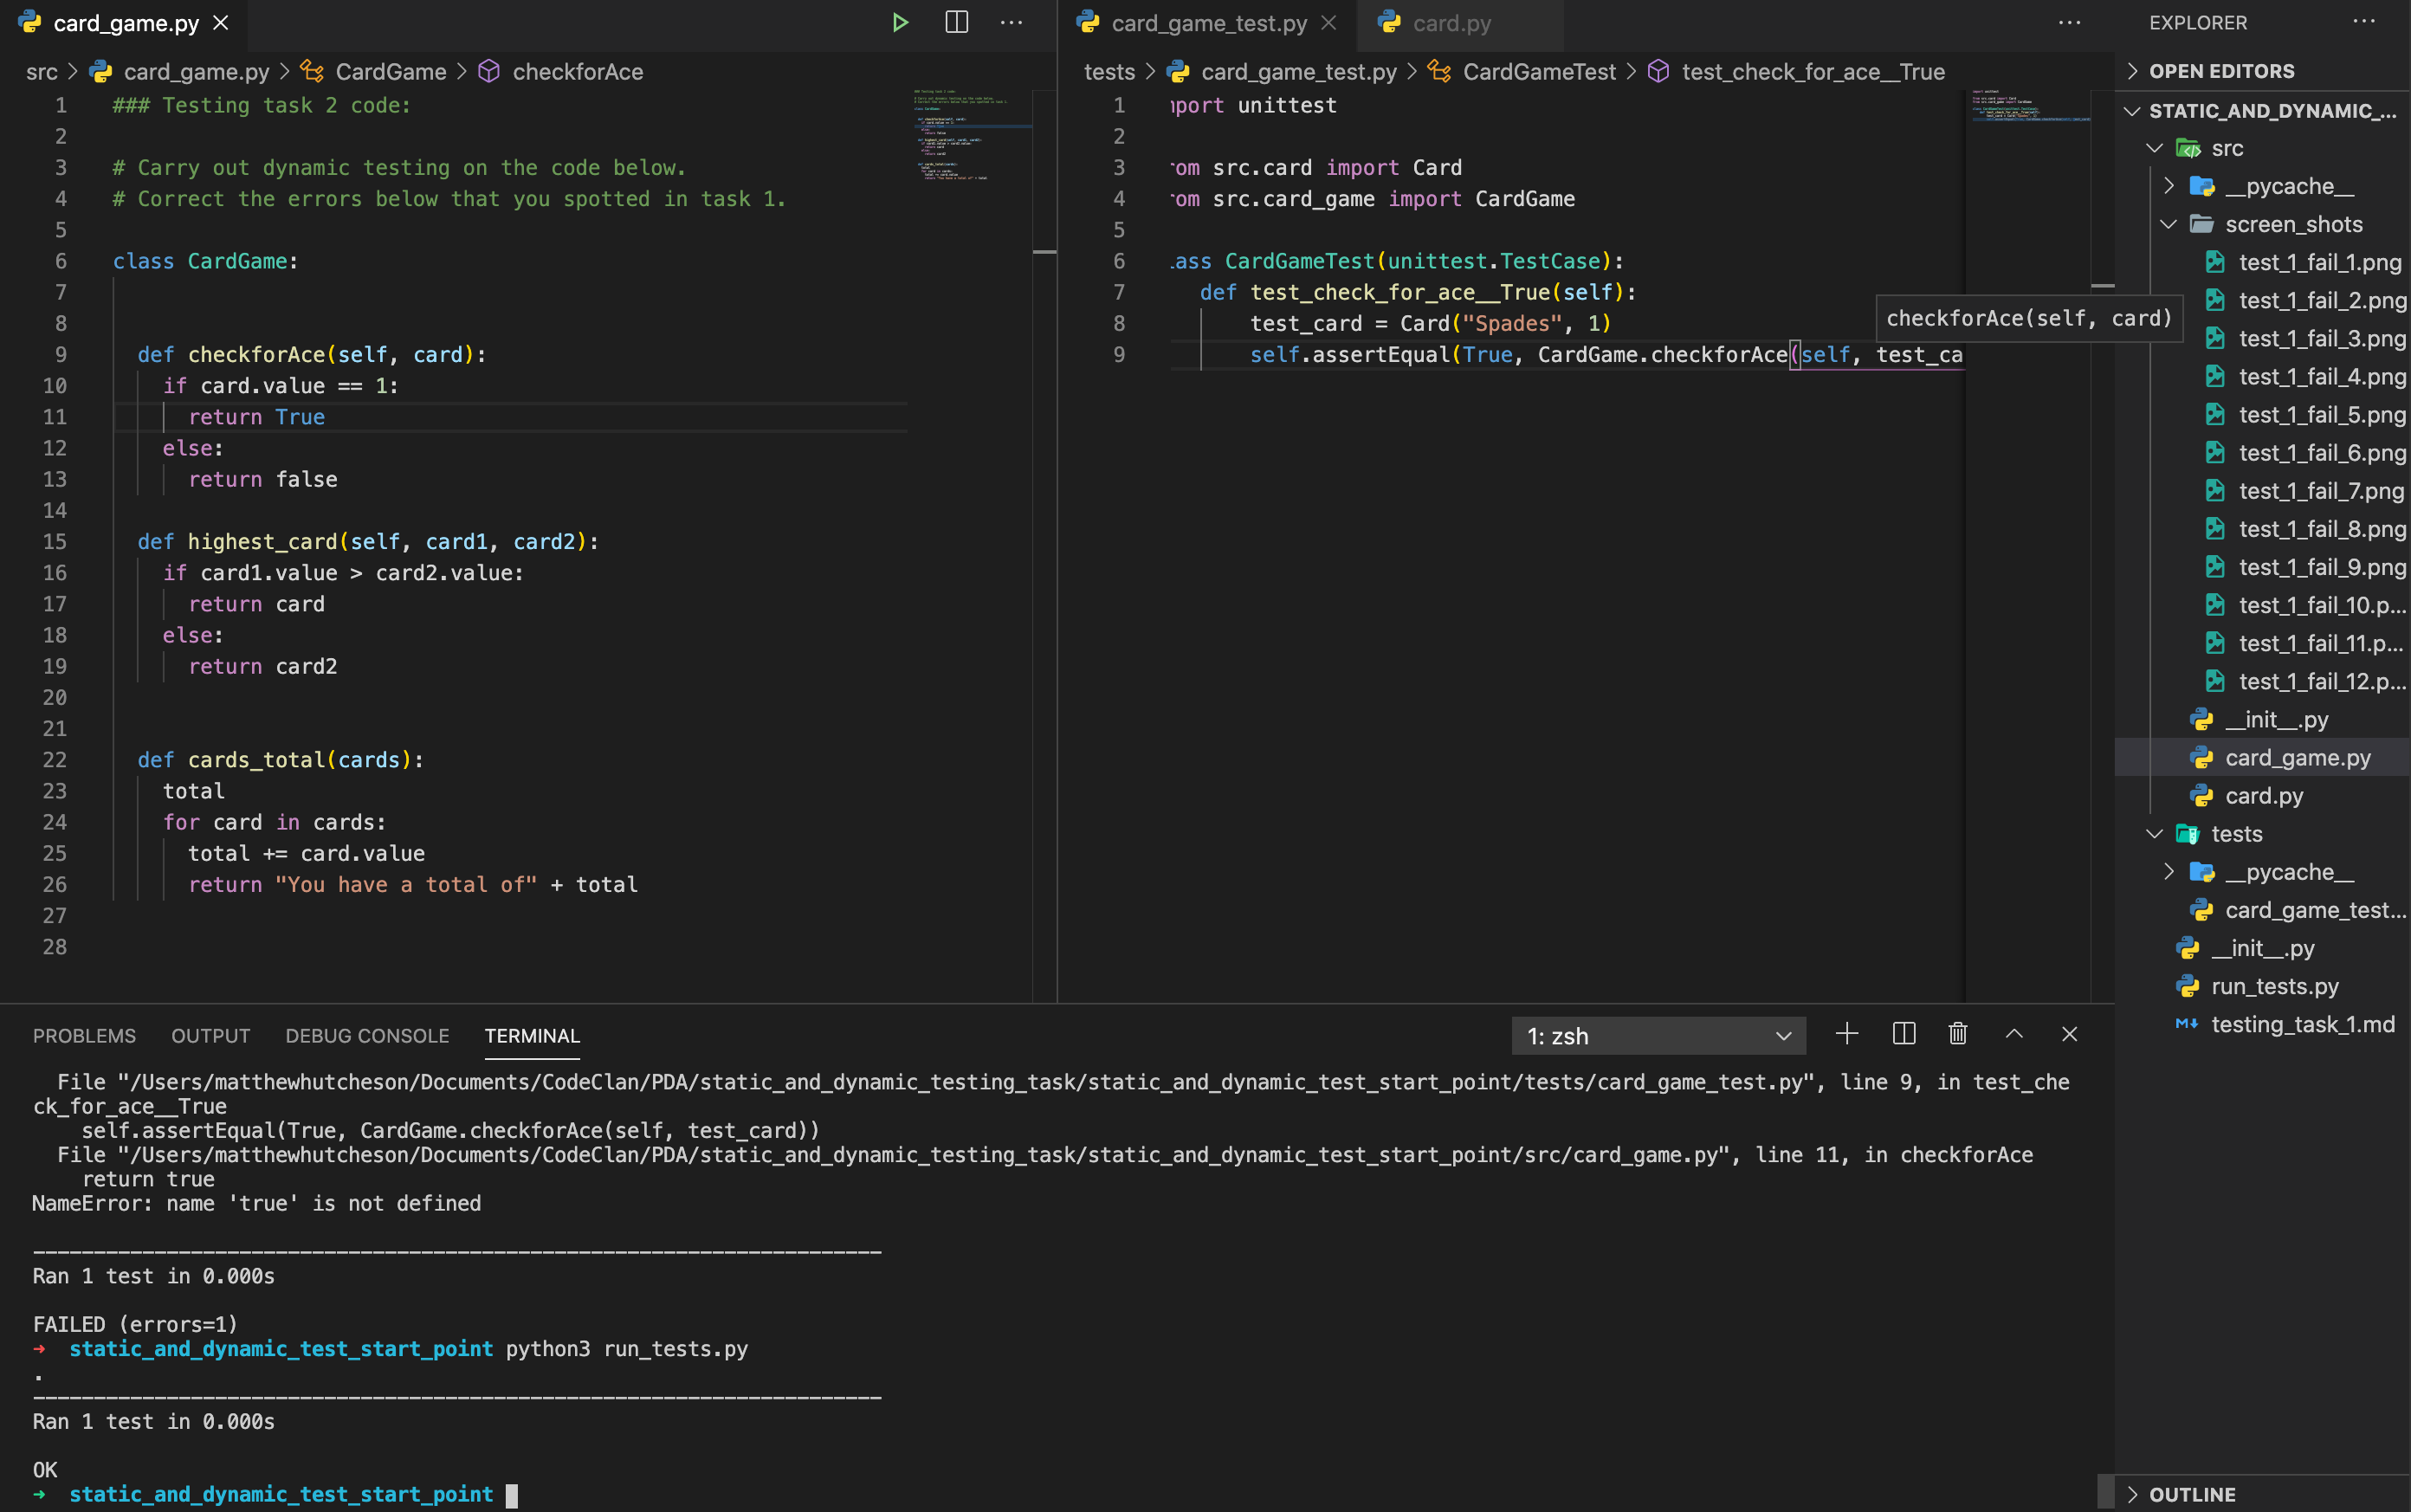 card_game.py
src > card_game.py > CardGame > checkforAce
1 ### Testing task 2 code:
2
3 # Carry out dynamic testing on the code below.
4 # Correct the errors below that you spotted in task 1.
5
6 class CardGame:
7
8
9 def checkforAce(self, card):
10 if card.value == 1:
11 return True
12 else:
13 return false
14
15 def highest_card(self, card1, card2):
16 if card1.value > card2.value:
17 return card
18 else:
19 return card2
20
21
22 def cards_total(cards):
23 total
24 for card in cards:
25 total += card.value
26 return "You have a total of" + total
27
28
card_game_test.py card.py
tests > card_game_test.py > CardGameTest > test_check_for_ace__True
1 port unittest
2
3 om src.card import Card
4 om src.card_game import CardGame
5
6 ass CardGameTest(unittest.TestCase):
7 def test_check_for_ace__True(self):
8 test_card = Card("Spades", 1)
checkforAce(self, card)
9 self.assertEqual(True, CardGame.checkforAce(self, test_ca
EXPLORER
OPEN EDITORS
STATIC_AND_DYNAMIC_...
src
__pycache__
screen_shots
test_1_fail_1.png
test_1_fail_2.png
test_1_fail_3.png
test_1_fail_4.png
test_1_fail_5.png
test_1_fail_6.png
test_1_fail_7.png
test_1_fail_8.png
test_1_fail_9.png
test_1_fail_10.p...
test_1_fail_11.p...
test_1_fail_12.p...
__init__.py
card_game.py
card.py
tests
__pycache__
card_game_test...
__init__.py
run_tests.py
testing_task_1.md
OUTLINE
PROBLEMS OUTPUT DEBUG CONSOLE TERMINAL
1: zsh
File "/Users/matthewhutcheson/Documents/CodeClan/PDA/static_and_dynamic_testing_task/static_and_dynamic_test_start_point/tests/card_game_test.py", line 9, in test_che
ck_for_ace__True
self.assertEqual(True, CardGame.checkforAce(self, test_card))
File "/Users/matthewhutcheson/Documents/CodeClan/PDA/static_and_dynamic_testing_task/static_and_dynamic_test_start_point/src/card_game.py", line 11, in checkforAce
return true
NameError: name 'true' is not defined
----------------------------------------------------------------------
Ran 1 test in 0.000s
FAILED (errors=1)
➜ static_and_dynamic_test_start_point python3 run_tests.py
.
----------------------------------------------------------------------
Ran 1 test in 0.000s
OK
➜ static_and_dynamic_test_start_point